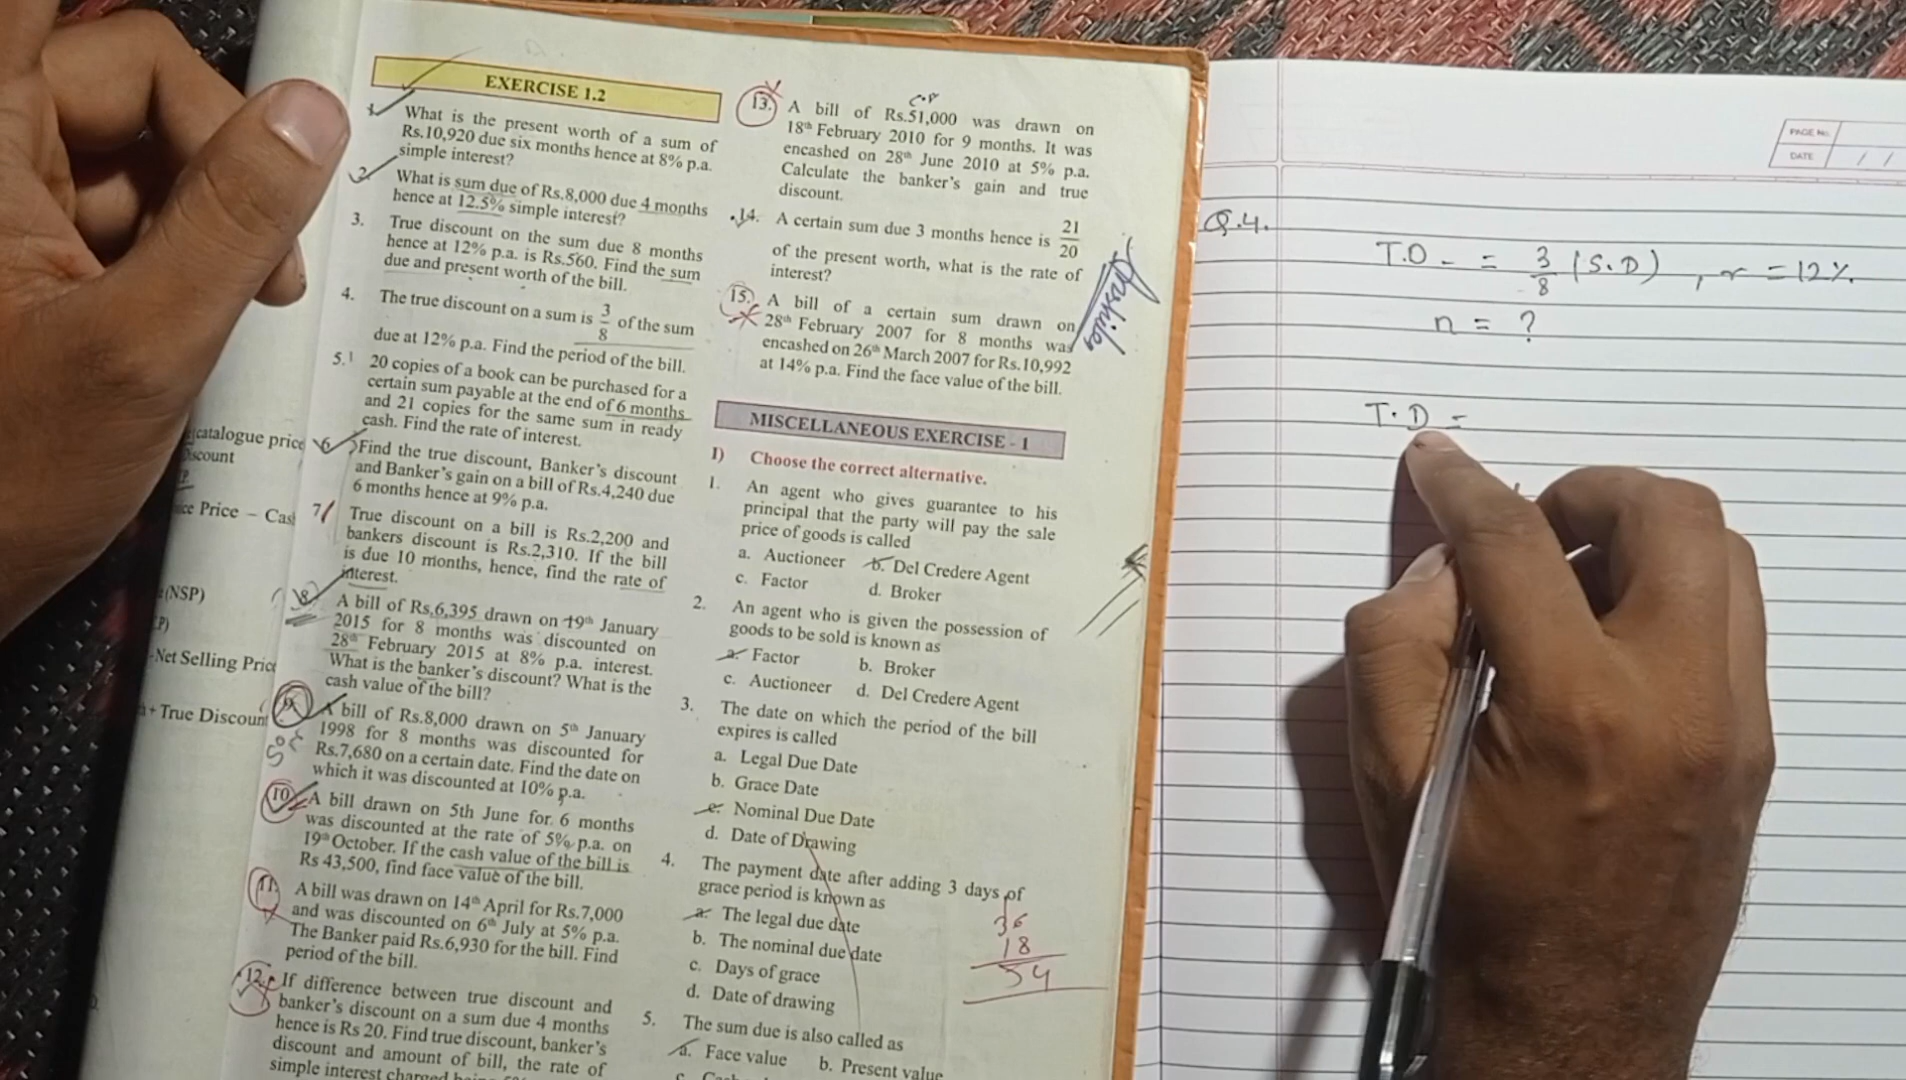 EXERCISE 1.2
1. What is the present worth of a sum of
Rs.10,920 due six months hence at 8% p.a.
simple interest?
2. What is sum due of Rs.8,000 due 4 months
hence at 12.5% simple interest?
3. True discount on the sum due 8 months
hence at 12% p.a. is Rs.560. Find the sum
due and present worth of the bill.
4. The true discount on a sum is 3/8 of the sum
due at 12% p.a. Find the period of the bill.
5. 20 copies of a book can be purchased for a
certain sum payable at the end of 6 months
and 21 copies for the same sum in ready
cash. Find the rate of interest.
6. Find the true discount, Banker's discount
and Banker's gain on a bill of Rs.4,240 due
6 months hence at 9% p.a.
7. True discount on a bill is Rs.2,200 and
bankers discount is Rs.2,310. If the bill
is due 10 months, hence, find the rate of
interest.
8. A bill of Rs.6,395 drawn on 19th January
2015 for 8 months was discounted on
28th February 2015 at 8% p.a. interest.
What is the banker's discount? What is the
cash value of the bill?
9. A bill of Rs.8,000 drawn on 5th January
1998 for 8 months was discounted for
Rs.7,680 on a certain date. Find the date on
which it was discounted at 10% p.a.
10. A bill drawn on 5th June for 6 months
was discounted at the rate of 5% p.a. on
19th October. If the cash value of the bill is
Rs 43,500, find face value of the bill.
11. A bill was drawn on 14th April for Rs.7,000
and was discounted on 6th July at 5% p.a.
The Banker paid Rs.6,930 for the bill. Find
period of the bill.
12. If difference between true discount and
banker's discount on a sum due 4 months
hence is Rs 20. Find true discount, banker's
discount and amount of bill, the rate of
simple interest charged
catalogue price
Price - Cas
(NSP)
Net Selling Price
+ True Discount
13. A bill of Rs.51,000 was drawn on
18th February 2010 for 9 months. It was
encashed on 28th June 2010 at 5% p.a.
Calculate the banker's gain and true
discount.
14. A certain sum due 3 months hence is 21/20
of the present worth, what is the rate of
interest?
15. A bill of a certain sum drawn on
28th February 2007 for 8 months was
encashed on 26th March 2007 for Rs.10,992
at 14% p.a. Find the face value of the bill.
MISCELLANEOUS EXERCISE - 1
I) Choose the correct alternative.
1. An agent who gives guarantee to his
principal that the party will pay the sale
price of goods is called
a. Auctioneer b. Del Credere Agent
c. Factor d. Broker
2. An agent who is given the possession of
goods to be sold is known as
a. Factor b. Broker
c. Auctioneer d. Del Credere Agent
3. The date on which the period of the bill
expires is called
a. Legal Due Date
b. Grace Date
c. Nominal Due Date
d. Date of Drawing
4. The payment date after adding 3 days of
grace period is known as
a. The legal due date
b. The nominal due date
c. Days of grace
d. Date of drawing
36
18
54
5. The sum due is also called as
a. Face value b. Present value
PAGE No.
DATE / /
Q.4.
T.D. = 3/8 (S.D) , r = 12%.
n = ?
T.D =